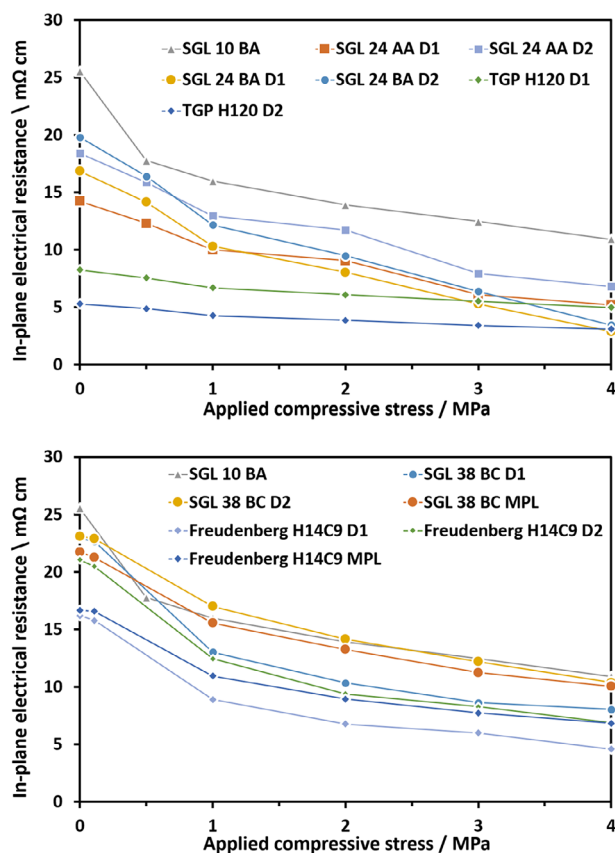 30
SGL 10 BA SGL 24 AA D1 SGL 24 AA D2
25
SGL 24 BA D1 SGL 24 BA D2 TGP H120 D1
TGP H120 D2
20
15
10
5
0
In-plane electrical resistance \ mΩ cm
0 1 2 3 4
Applied compressive stress / MPa
30
SGL 10 BA SGL 38 BC D1
SGL 38 BC D2 SGL 38 BC MPL
25
Freudenberg H14C9 D1 Freudenberg H14C9 D2
Freudenberg H14C9 MPL
20
15
10
5
0
In-plane electrical resistance \ mΩ cm
0 1 2 3 4
Applied compressive stress / MPa